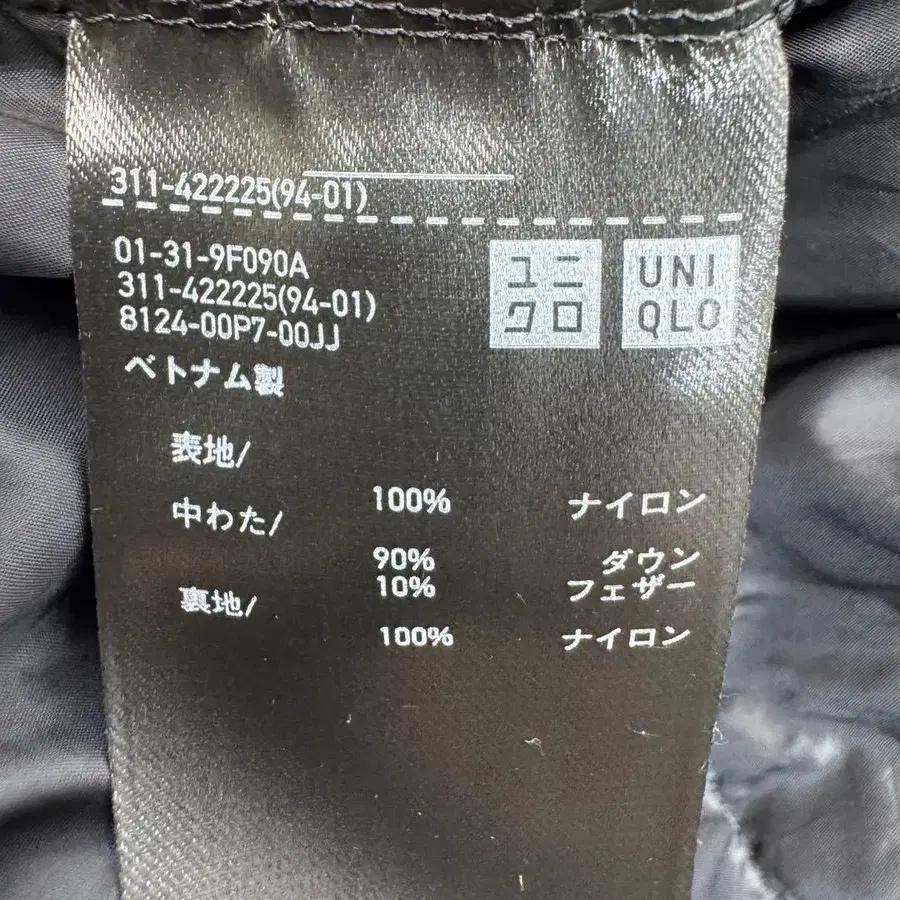 311-422225(94-01)
01-31-9F090A
311-422225(94-01)
8124-00P7-00JJ
ユニ
クロ
UNI
QLO
ベトナム製
表地/
100% ナイロン
中わた/
90% ダウン
10% フェザー
裏地/
100% ナイロン